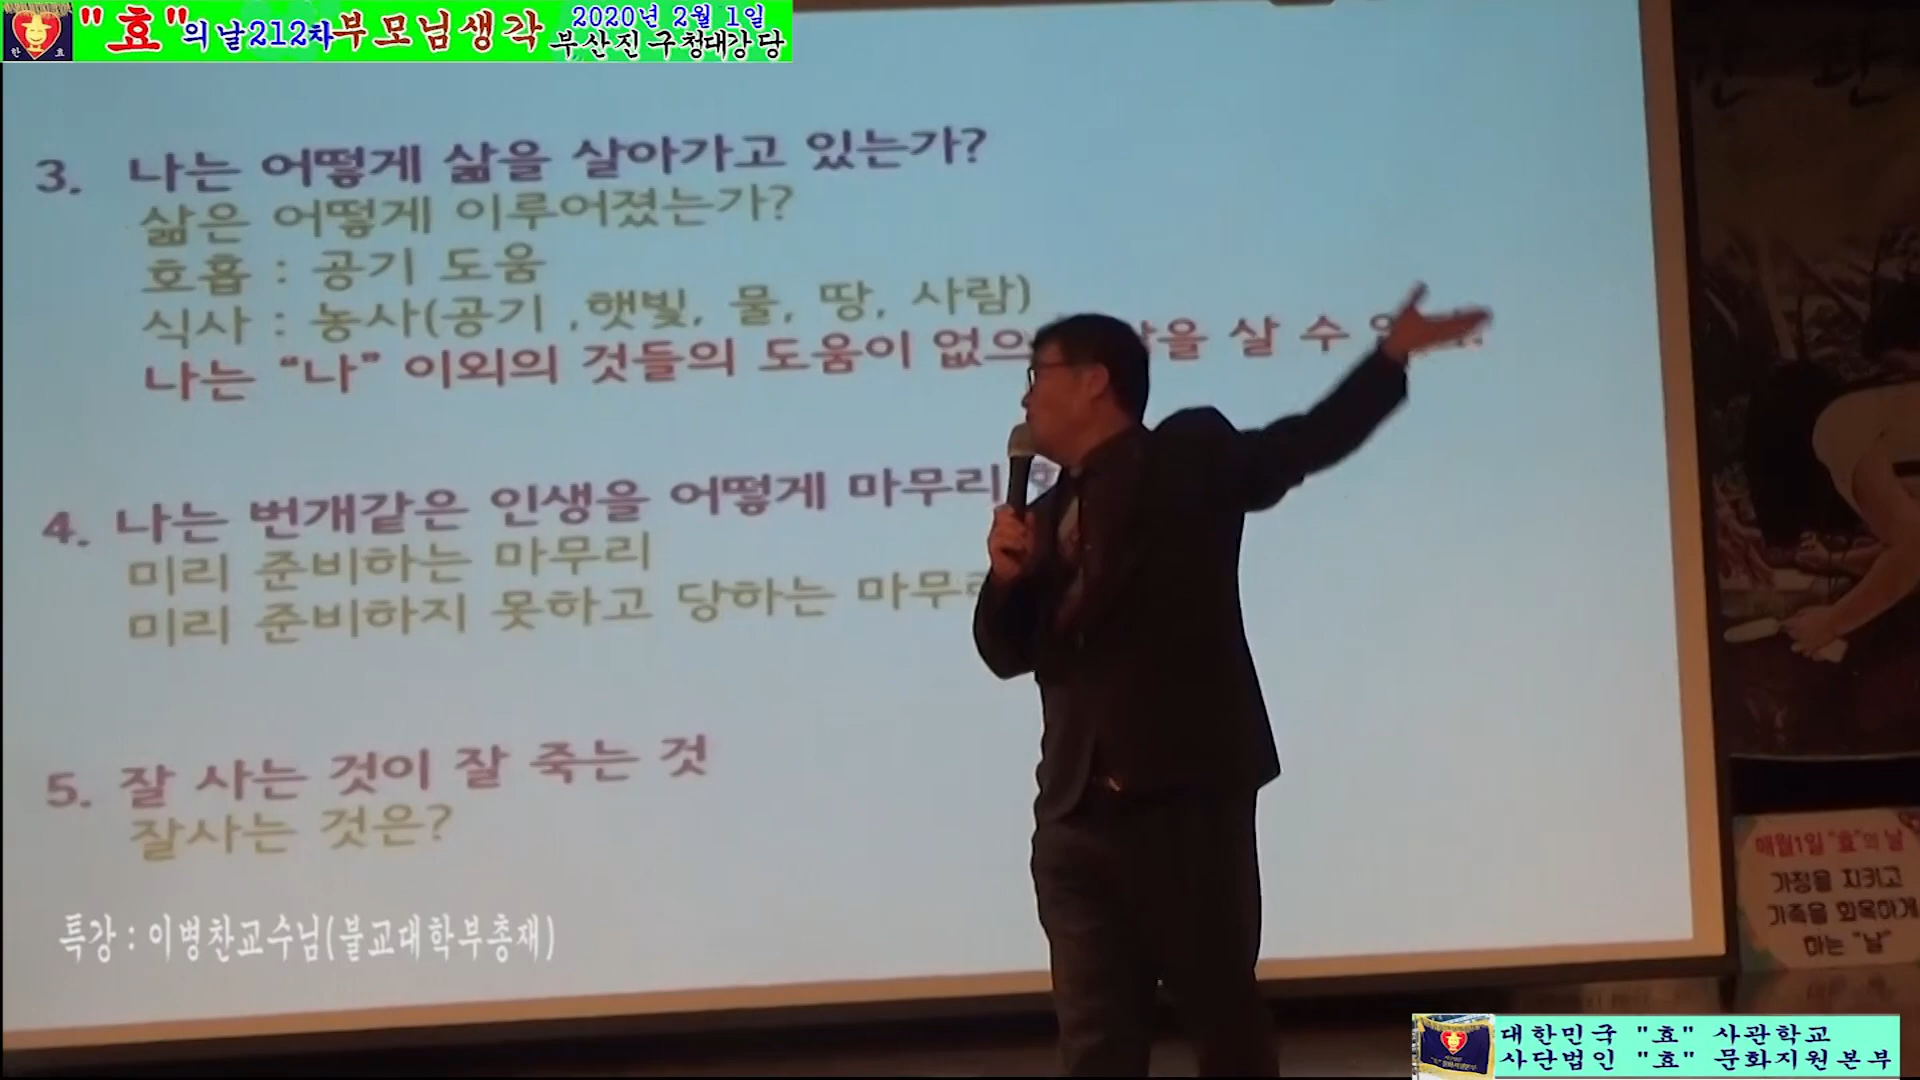 "효"의 날 212차 부모님 생각
2020년 2월 1일
부산진구청대강당
한 효
3. 나는 어떻게 삶을 살아가고 있는가?
삶은 어떻게 이루어졌는가?
호흡 : 공기 도움
식사 : 농사(공기 ,햇빛, 물, 땅, 사람)
나는 “나” 이외의 것들의 도움이 없으 을 살 수
4. 나는 번개같은 인생을 어떻게 마무리
미리 준비하는 마무리
미리 준비하지 못하고 당하는 마무리
5. 잘 사는 것이 잘 죽는 것
잘사는 것은?
특강 : 이병찬교수님(불교대학부총재)
매월1일 "효"의 날
가정을 지키고
가족을 화목하게
하는 "날"
대한민국 "효" 사관학교
사단법인 "효" 문화지원본부